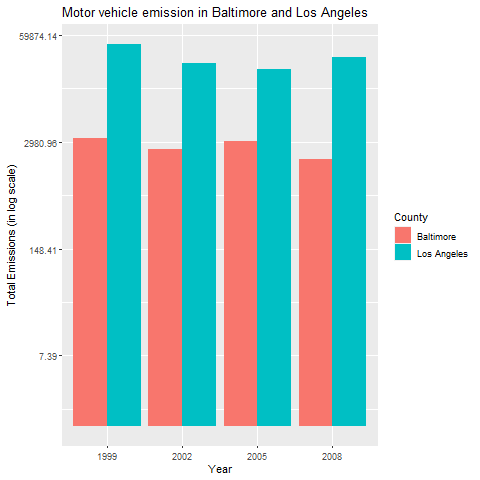 Motor vehicle emission in Baltimore and Los Angeles
59874.14
2980.96
148.41
7.39
Total Emissions (in log scale)
1999
2002
2005
2008
Year
County
Baltimore
Los Angeles